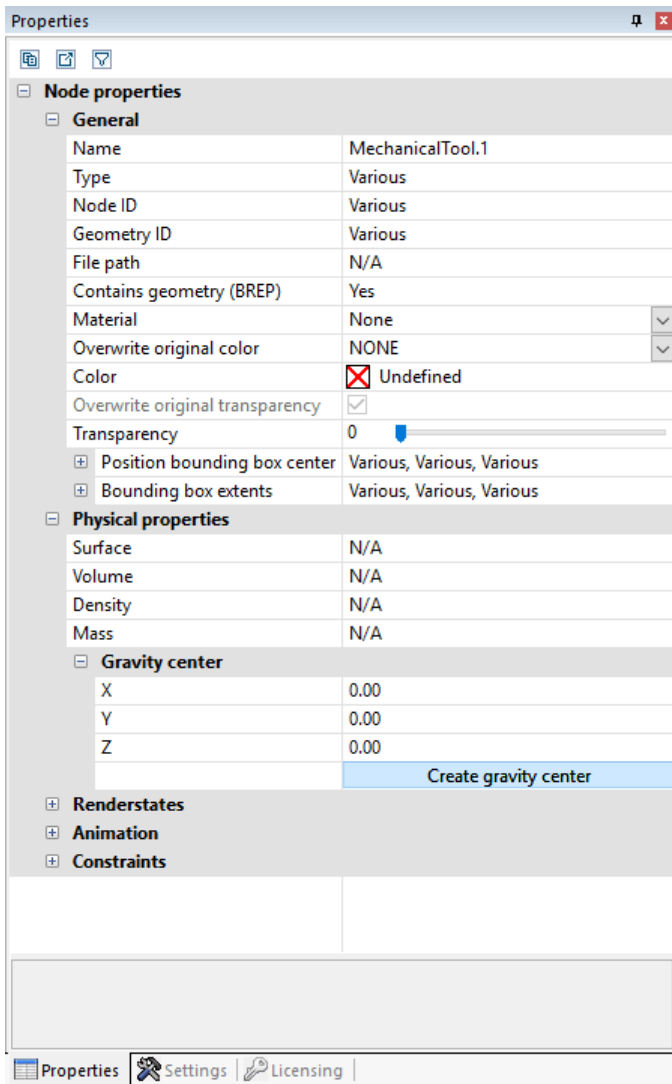 Properties
Node properties
General
Name MechanicalTool.1
Type Various
Node ID Various
Geometry ID Various
File path N/A
Contains geometry (BREP) Yes
Material None
Overwrite original color NONE
Color Undefined
Overwrite original transparency
Transparency 0
Position bounding box center Various, Various, Various
Bounding box extents Various, Various, Various
Physical properties
Surface N/A
Volume N/A
Density N/A
Mass N/A
Gravity center
X 0.00
Y 0.00
Z 0.00
Create gravity center
Renderstates
Animation
Constraints
Properties Settings Licensing